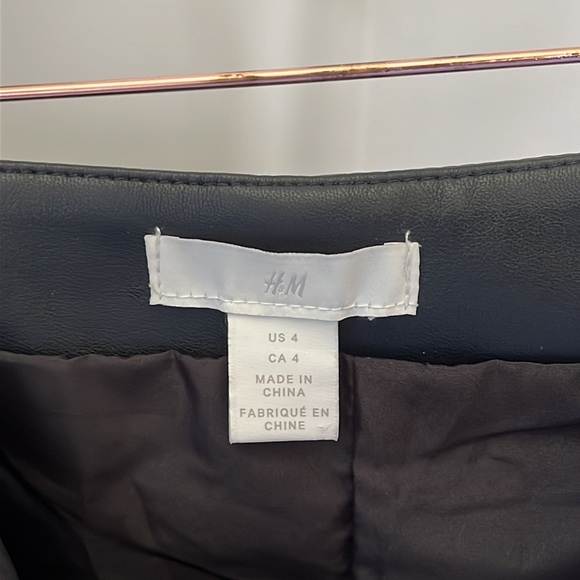 H&M
US 4
CA 4
MADE IN
CHINA
FABRIQUÉ EN
CHINE